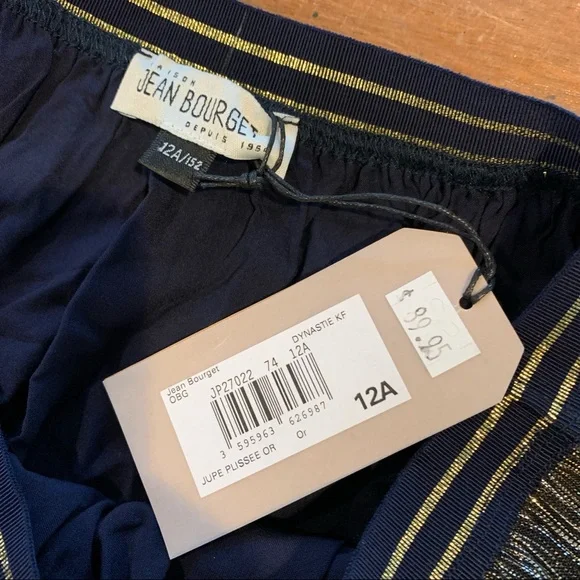 MAISON
JEAN BOURGET
DEPUIS 195
12A/152
$ 99.95
Jean Bourget
OBG
DYNASTIE KF
JP27022 74 12A
3 595963 626987
JUPE PLISSEE OR Or
12A